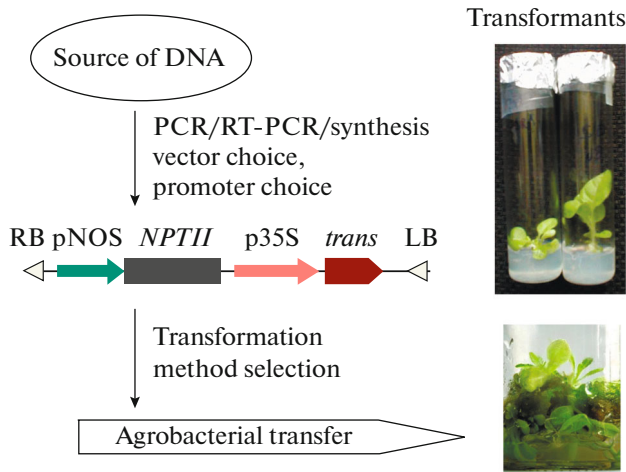 Transformants
Source of DNA
PCR/RT-PCR/synthesis
vector choice,
promoter choice
RB pNOS NPTII p35S trans LB
Transformation
method selection
Agrobacterial transfer